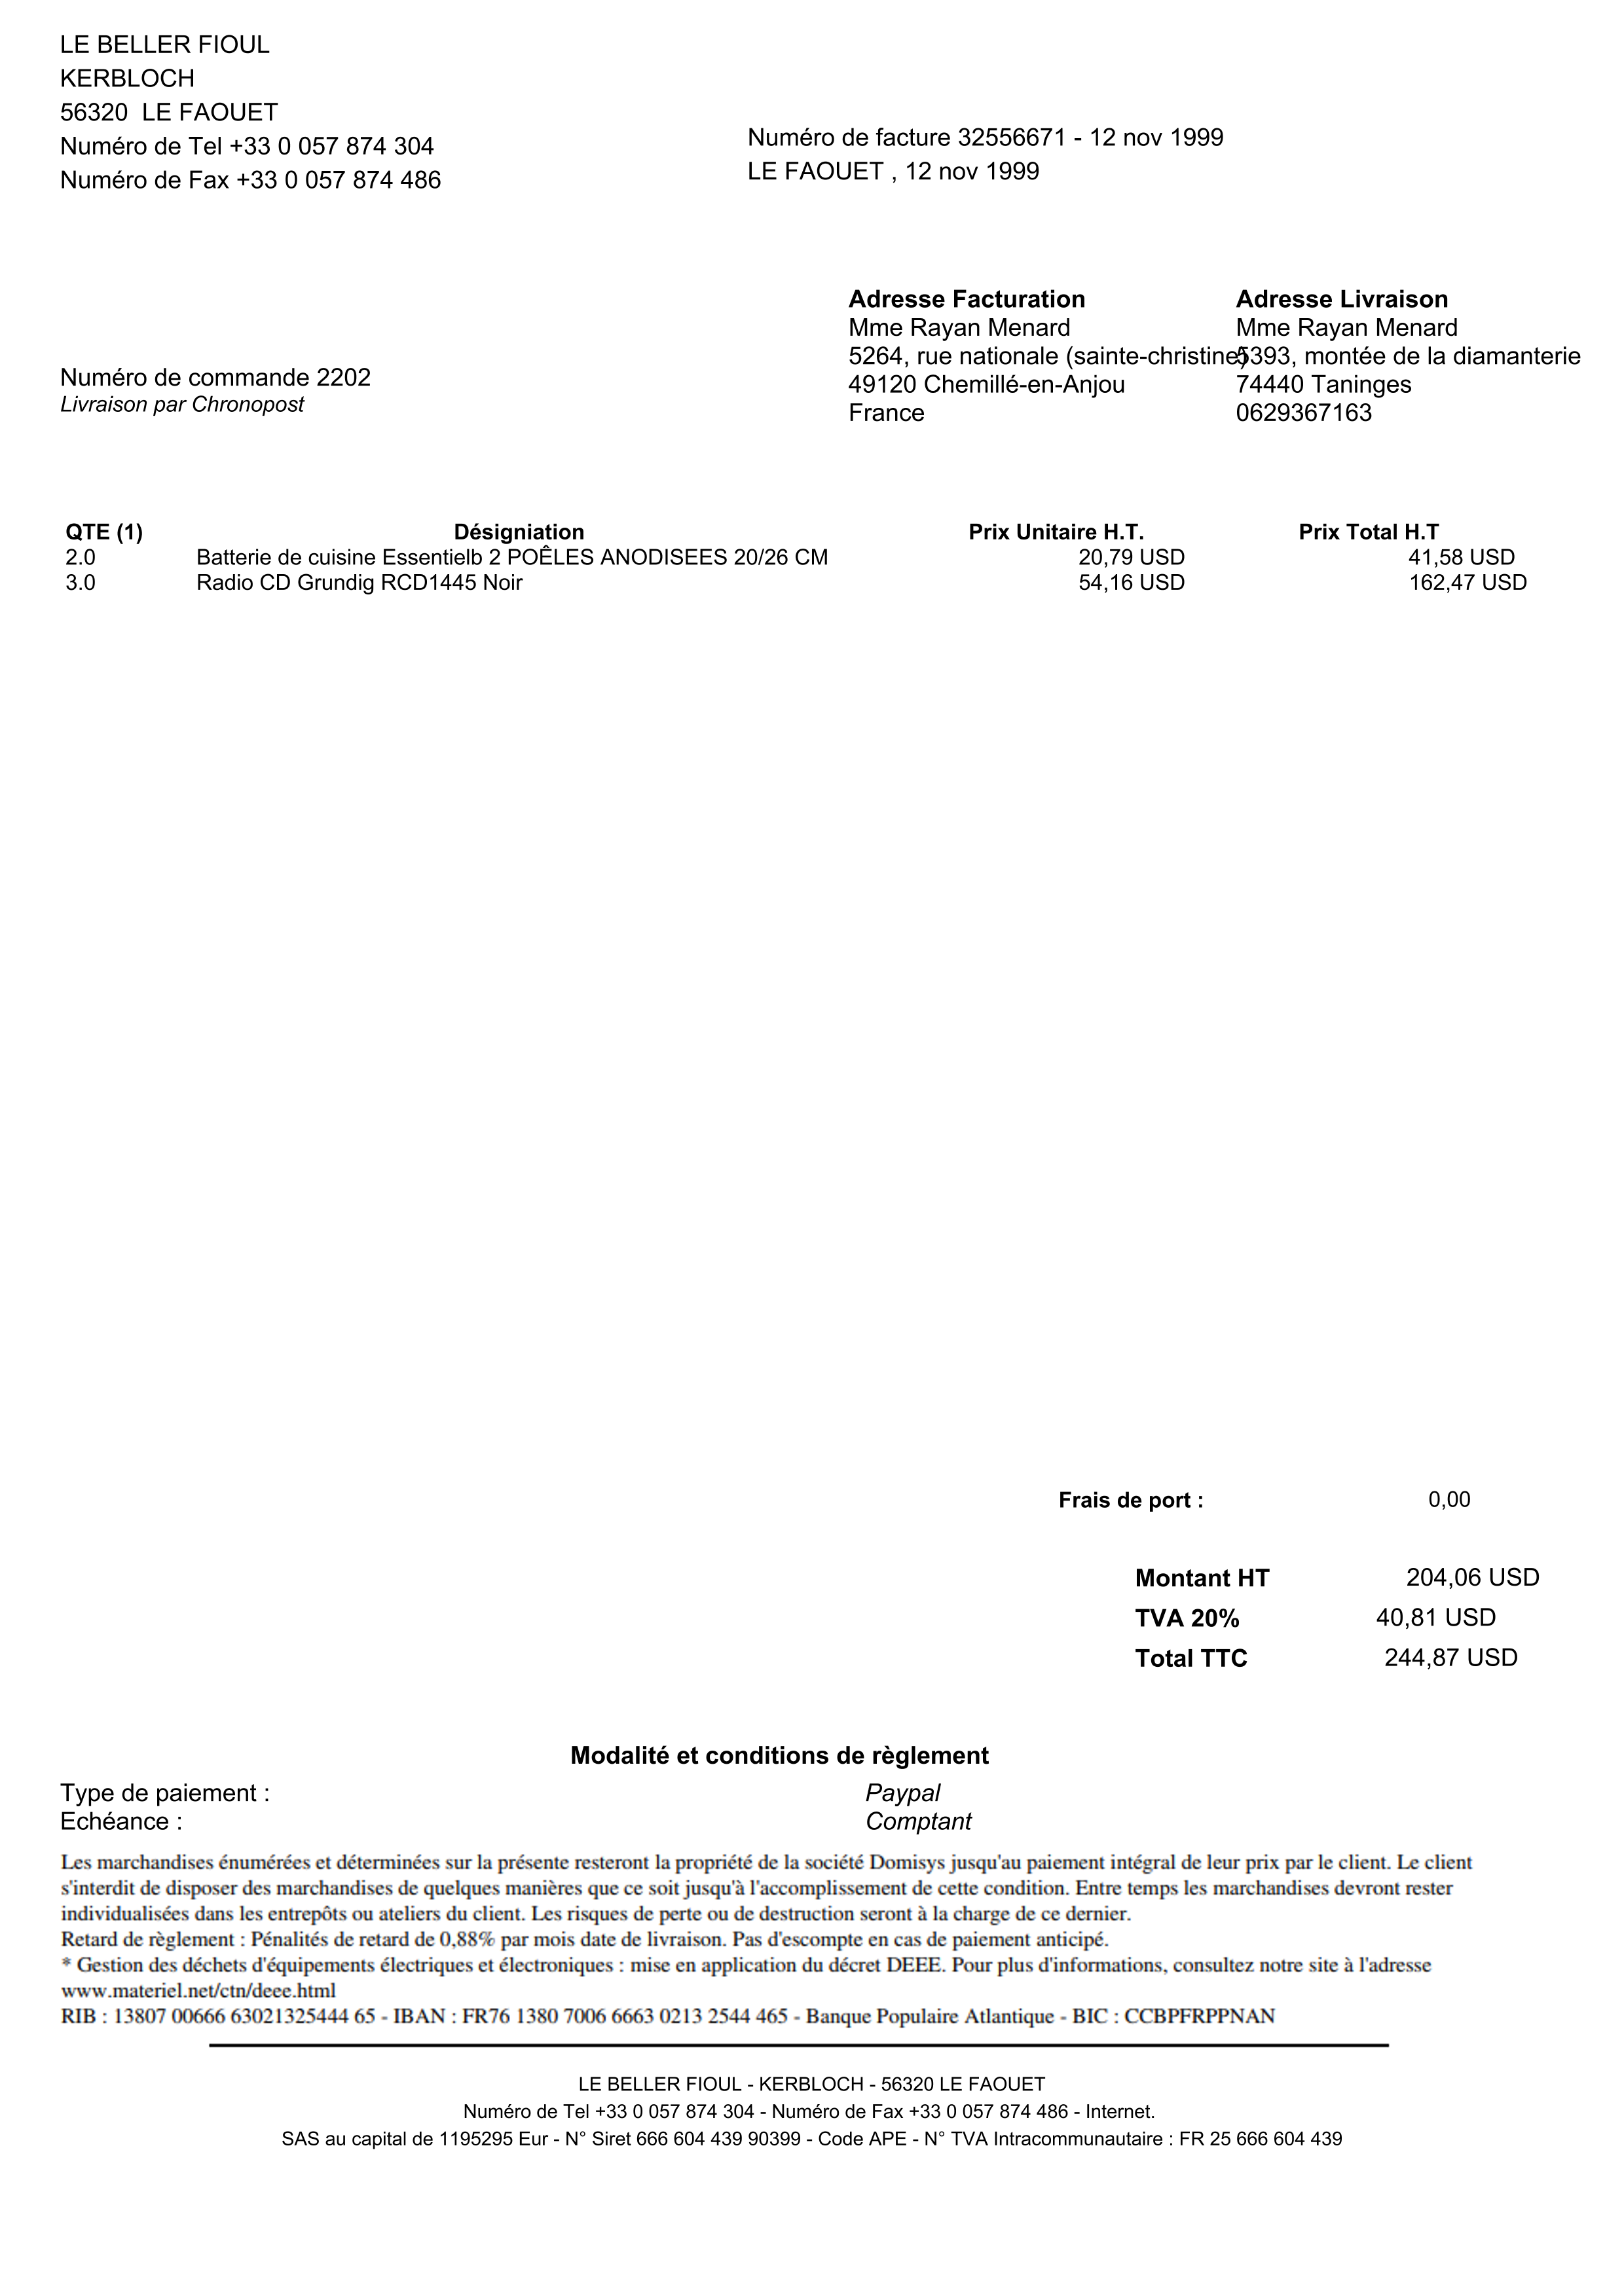 LE BELLER FIOUL
KERBLOCH
56320 LE FAOUET
Numéro de Tel +33 0 057 874 304
Numéro de Fax +33 0 057 874 486
Numéro de facture 32556671 - 12 nov 1999
LE FAOUET , 12 nov 1999
Numéro de commande 2202
Livraison par Chronopost
Adresse Facturation
Mme Rayan Menard
5264, rue nationale (sainte-christine)
49120 Chemillé-en-Anjou
France
Adresse Livraison
Mme Rayan Menard
5393, montée de la diamanterie
74440 Taninges
0629367163
QTE (1) Désigniation Prix Unitaire H.T. Prix Total H.T
2.0 Batterie de cuisine Essentielb 2 POÊLES ANODISEES 20/26 CM 20,79 USD 41,58 USD
3.0 Radio CD Grundig RCD1445 Noir 54,16 USD 162,47 USD
Frais de port : 0,00
Montant HT 204,06 USD
TVA 20% 40,81 USD
Total TTC 244,87 USD
Modalité et conditions de règlement
Type de paiement : Paypal
Echéance : Comptant
Les marchandises énumérées et déterminées sur la présente resteront la propriété de la société Domisys jusqu'au paiement intégral de leur prix par le client. Le client
s'interdit de disposer des marchandises de quelques manières que ce soit jusqu'à l'accomplissement de cette condition. Entre temps les marchandises devront rester
individualisées dans les entrepôts ou ateliers du client. Les risques de perte ou de destruction seront à la charge de ce dernier.
Retard de règlement : Pénalités de retard de 0,88% par mois date de livraison. Pas d'escompte en cas de paiement anticipé.
* Gestion des déchets d'équipements électriques et électroniques : mise en application du décret DEEE. Pour plus d'informations, consultez notre site à l'adresse
www.materiel.net/ctn/deee.html
RIB : 13807 00666 63021325444 65 - IBAN : FR76 1380 7006 6663 0213 2544 465 - Banque Populaire Atlantique - BIC : CCBPFRPPNAN
LE BELLER FIOUL - KERBLOCH - 56320 LE FAOUET
Numéro de Tel +33 0 057 874 304 - Numéro de Fax +33 0 057 874 486 - Internet.
SAS au capital de 1195295 Eur - N° Siret 666 604 439 90399 - Code APE - N° TVA Intracommunautaire : FR 25 666 604 439